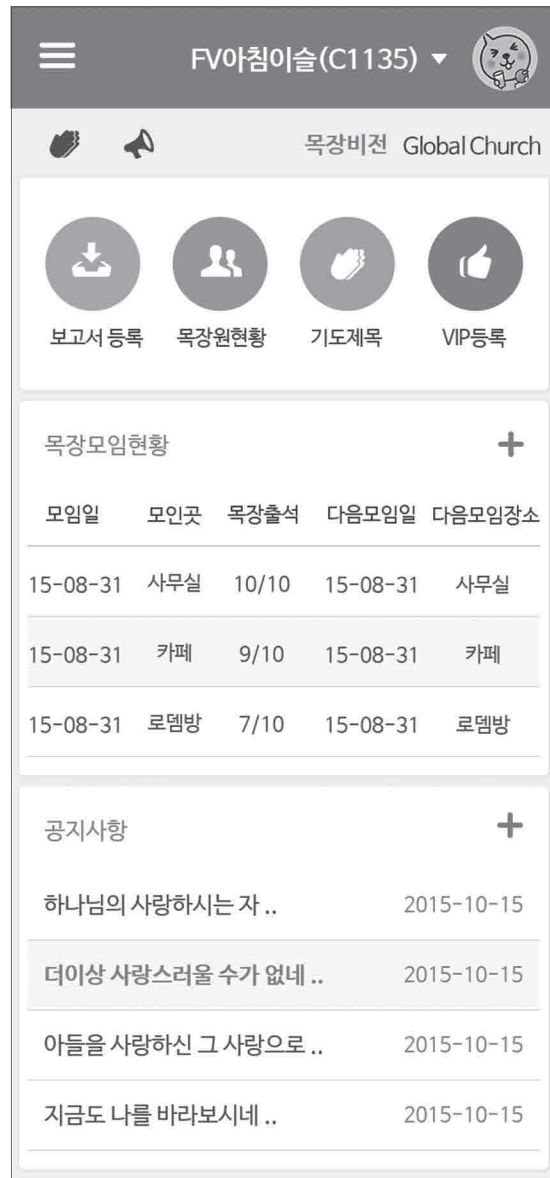 FV아침이슬(C1135)
목장비전 Global Church
보고서 등록 목장원현황 기도제목 VIP등록
목장모임현황
모임일 모인곳 목장출석 다음모임일 다음모임장소
15-08-31 사무실 10/10 15-08-31 사무실
15-08-31 카페 9/10 15-08-31 카페
15-08-31 로뎀방 7/10 15-08-31 로뎀방
공지사항
하나님의 사랑하시는 자 .. 2015-10-15
더이상 사랑스러울 수가 없네 .. 2015-10-15
아들을 사랑하신 그 사랑으로 .. 2015-10-15
지금도 나를 바라보시네 .. 2015-10-15